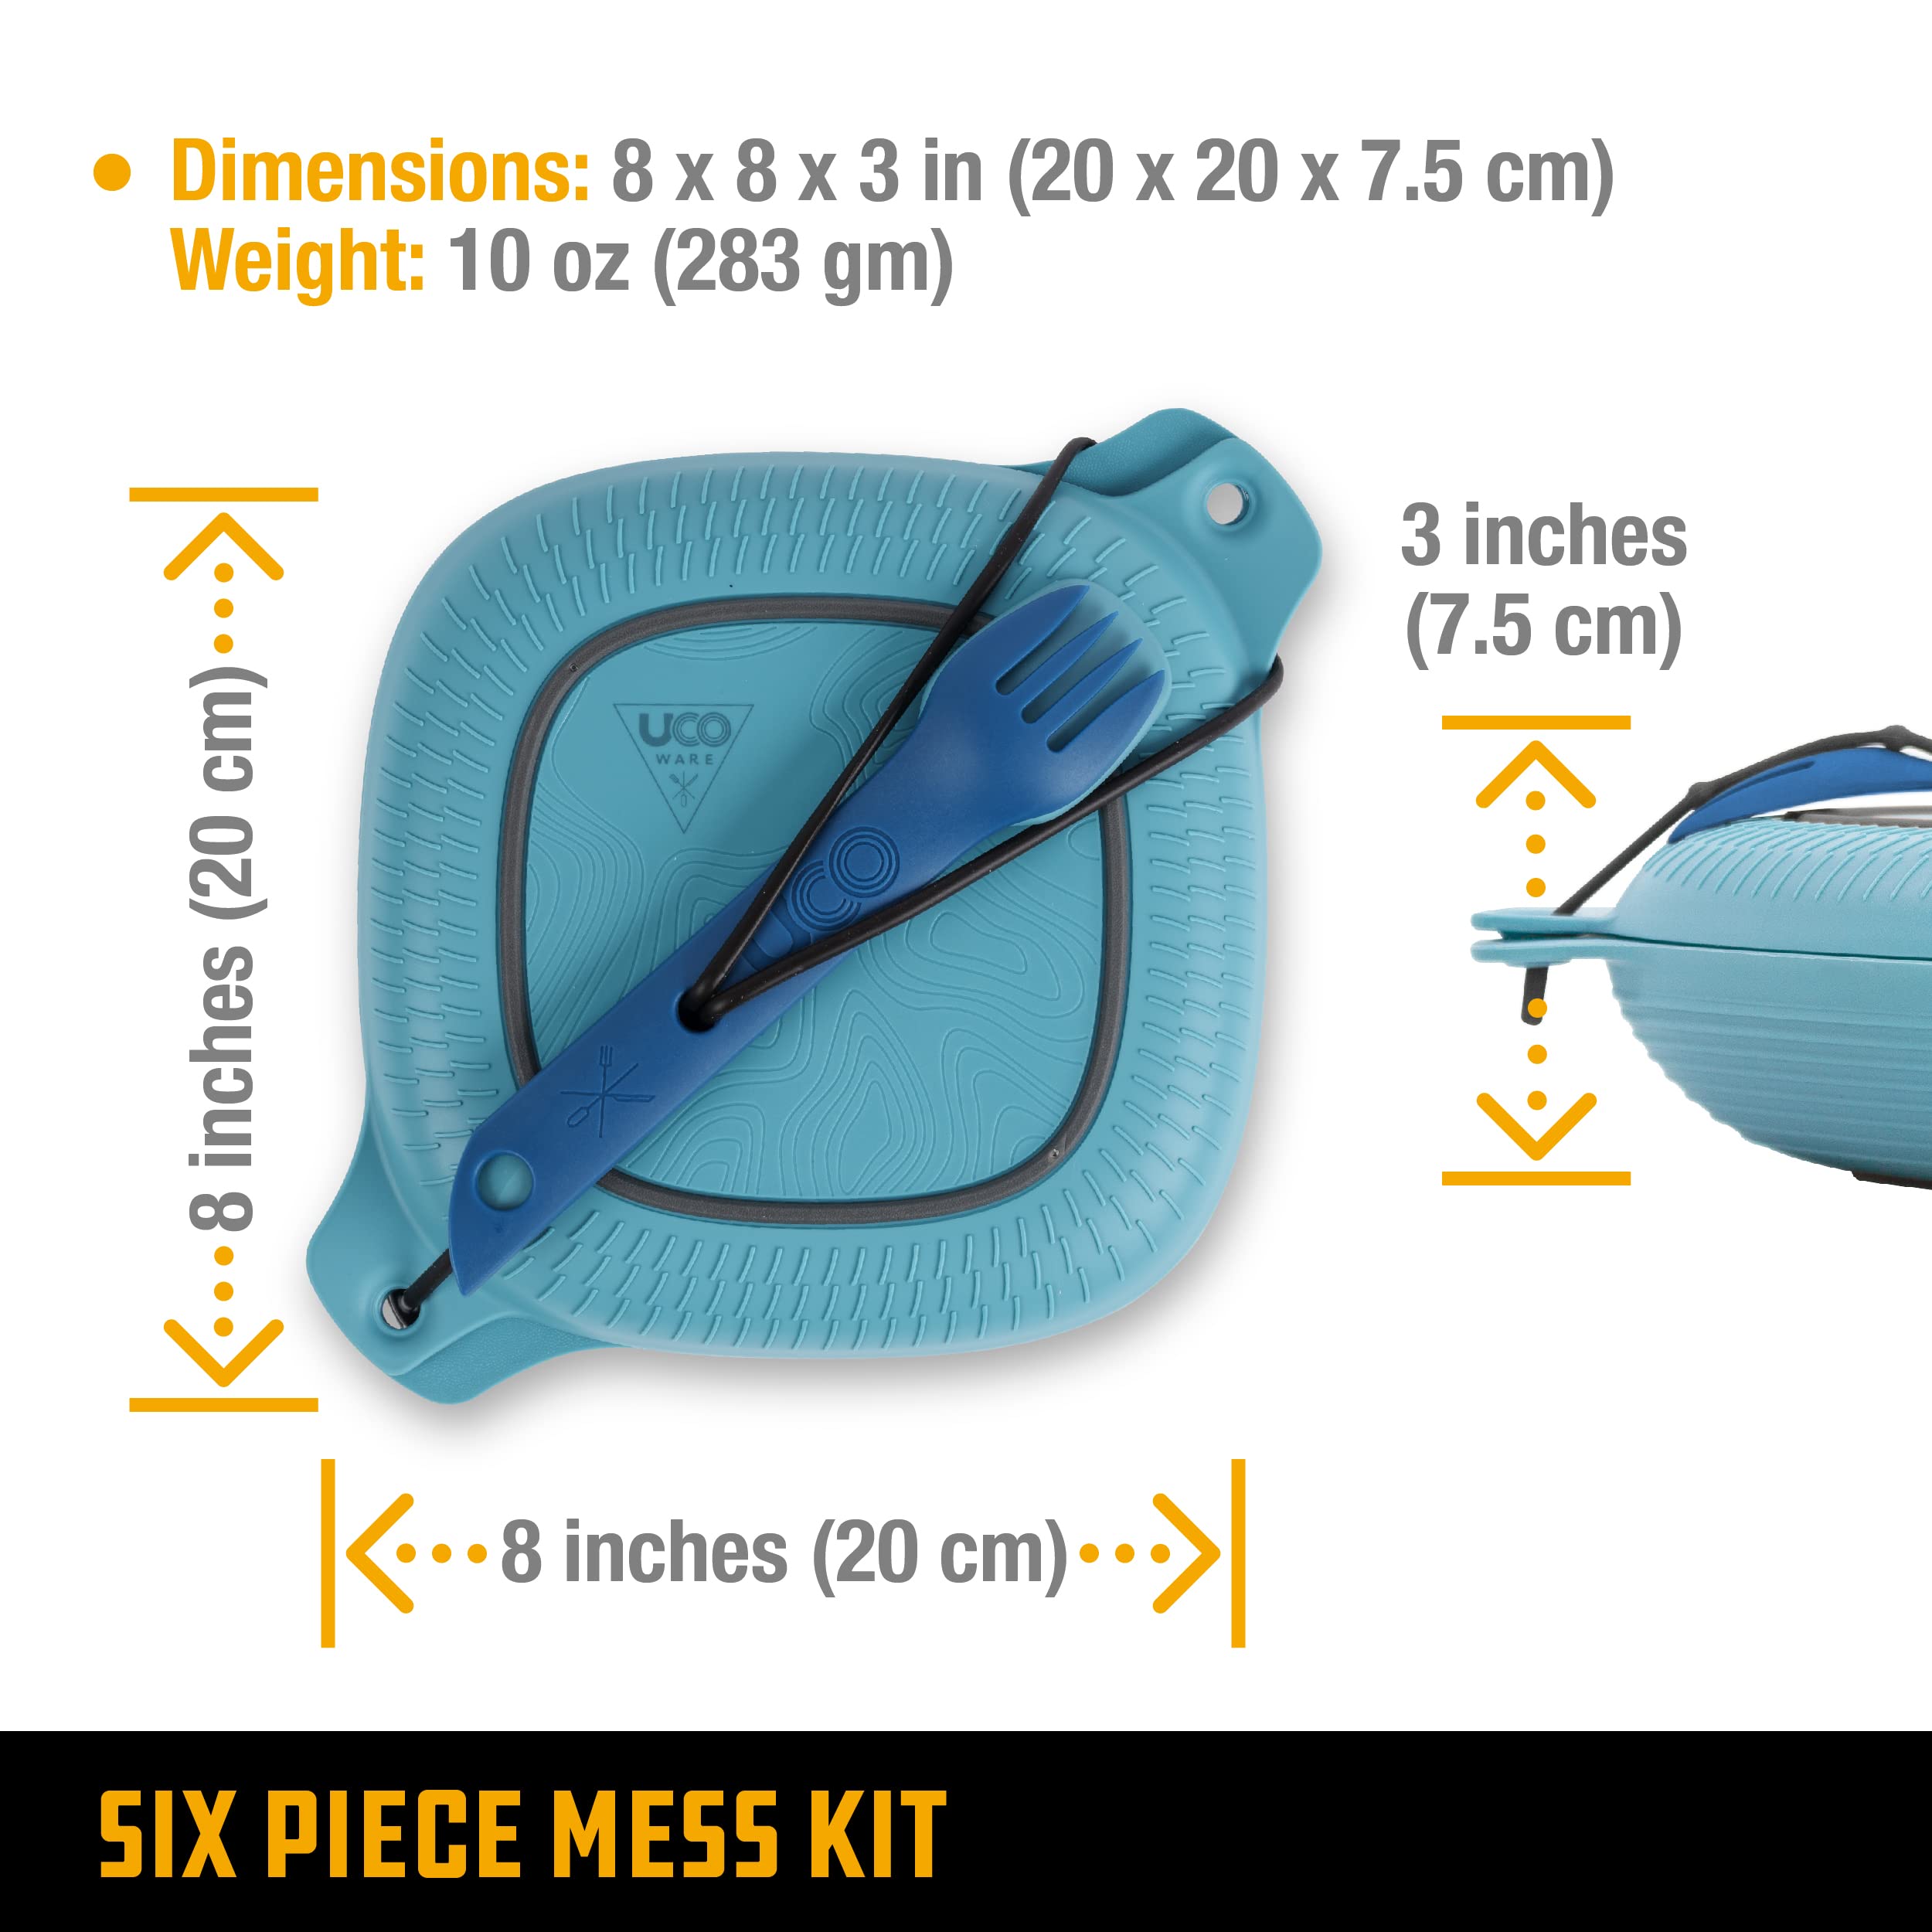 Dimensions: 8 x 8 x 3 in (20 x 20 x 7.5 cm)
Weight: 10 oz (283 gm)
3 inches
(7.5 cm)
8 inches (20 cm)
UCO
WARE
UCO
8 inches (20 cm)
SIX PIECE MESS KIT